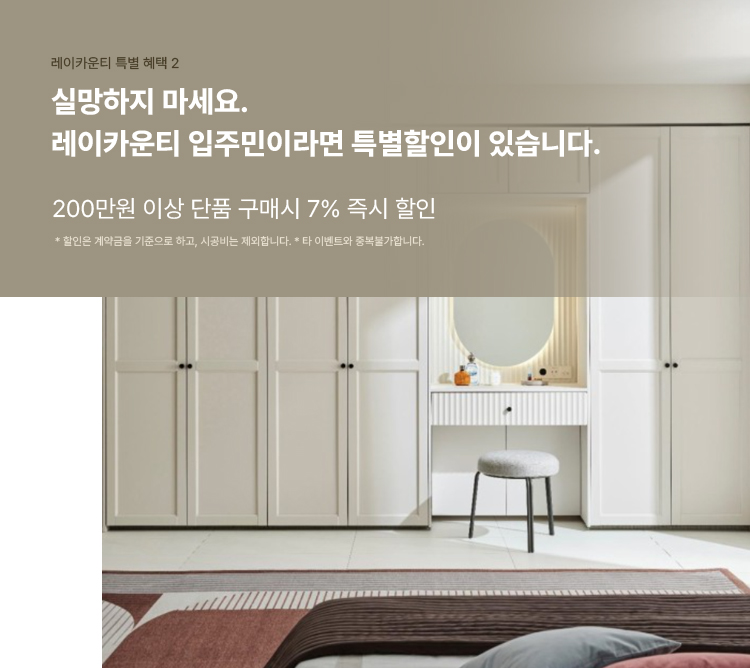 레이카운티 특별 혜택 2
실망하지 마세요.
레이카운티 입주민이라면 특별할인이 있습니다.
200만원 이상 단품 구매시 7% 즉시 할인
* 할인은 계약금을 기준으로 하고, 시공비는 제외합니다. * 타 이벤트와 중복불가합니다.